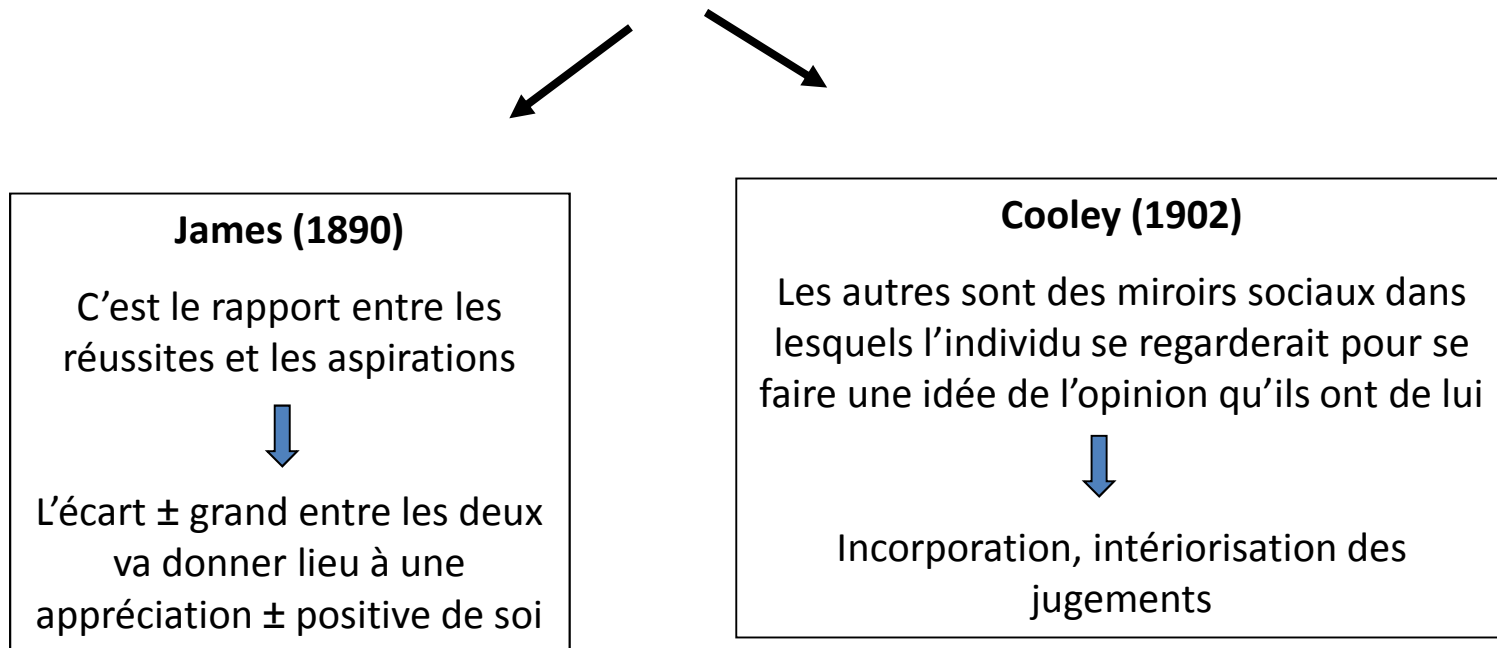 James (1890)
C’est le rapport entre les
réussites et les aspirations
L’écart ± grand entre les deux
va donner lieu à une
appréciation ± positive de soi
Cooley (1902)
Les autres sont des miroirs sociaux dans
lesquels l’individu se regarderait pour se
faire une idée de l’opinion qu’ils ont de lui
Incorporation, intériorisation des
jugements